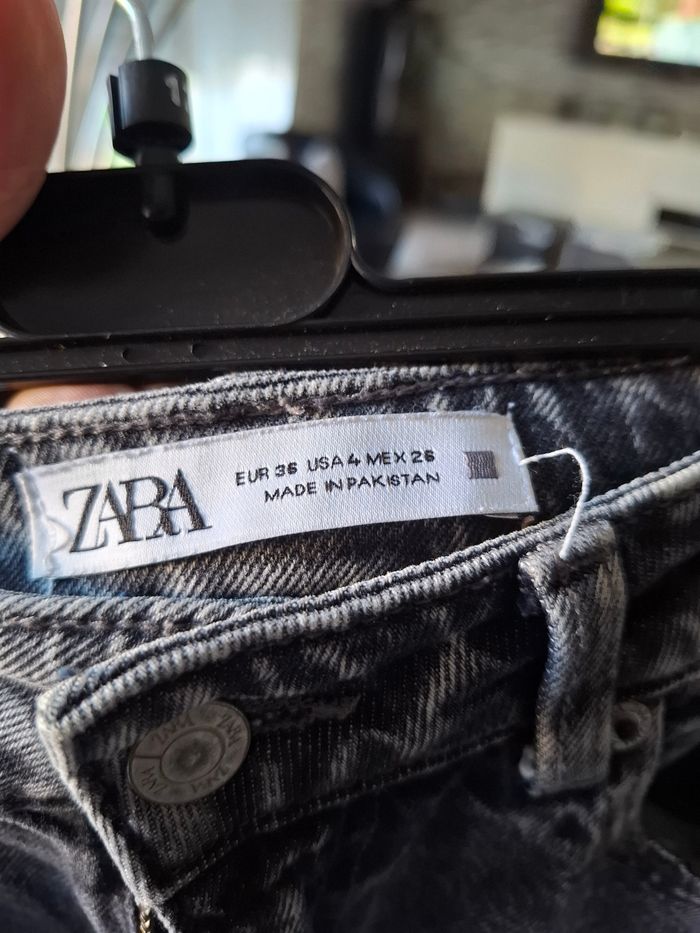 ZARA
EUR 36 USA 4 MEX 26
MADE IN PAKISTAN